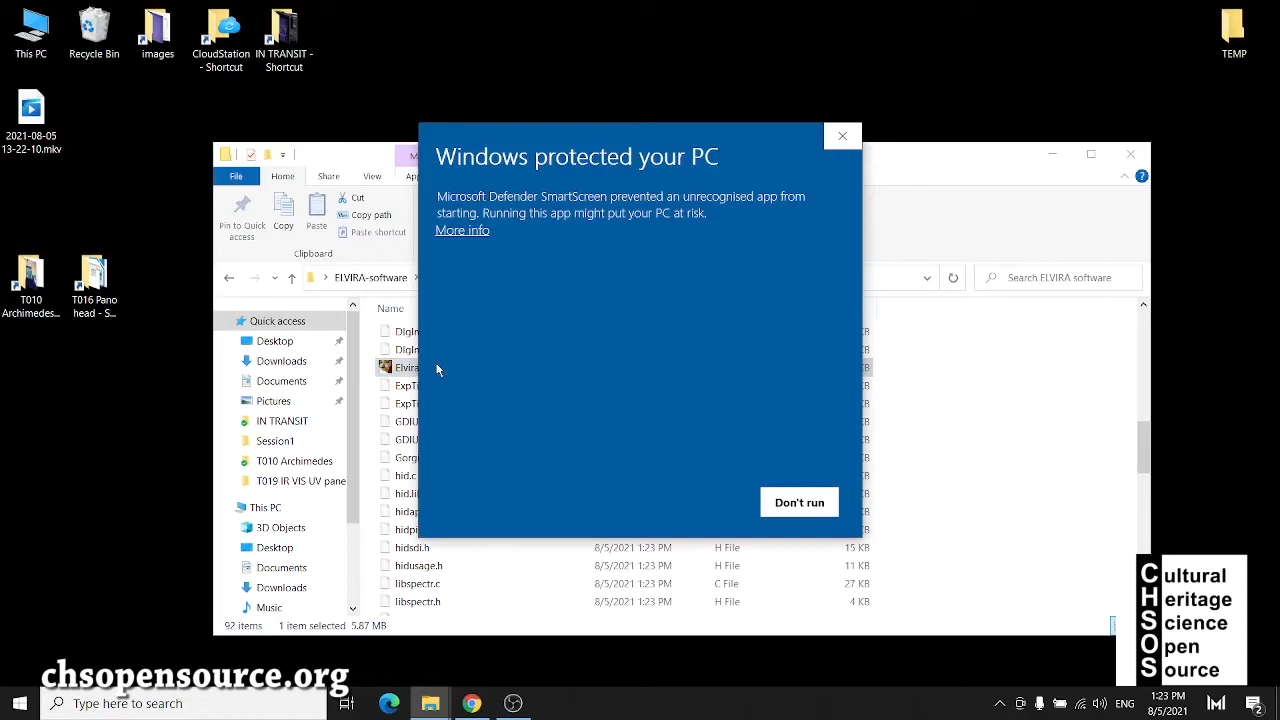 This PC
Recycle Bin
images
CloudStation
- Shortcut
IN TRANSIT -
Shortcut
TEMP
2021-08-05
13-22-10.mkv
T010
Archimedes...
T016 Pano
head - S...
File
Home
Share
View
Pin to Quick
access
Copy
Paste
Cut
Copy path
Paste shortcut
Clipboard
ELVIRA-software
Search ELVIRA software
Windows protected your PC
Microsoft Defender SmartScreen prevented an unrecognised app from
starting. Running this app might put your PC at risk.
More info
Don't run
Quick access
Desktop
Downloads
Documents
Pictures
IN TRANSIT
Session1
T010 Archimedes
T019 IR VIS UV pane
This PC
3D Objects
Desktop
Documents
Downloads
Music
Name
Elvira
hidsdi.h 8/5/2021 1:23 PM H File 15 KB
hidusage.h 8/5/2021 1:23 PM H File 11 KB
libspectr.c 8/5/2021 1:23 PM C File 27 KB
libspectr.h 8/5/2021 1:23 PM H File 4 KB
92 items 1 item selected 5.87 MB
chsopensource.org
Cultural
Heritage
Science
Open
Source
Type here to search
1:23 PM
8/5/2021
2